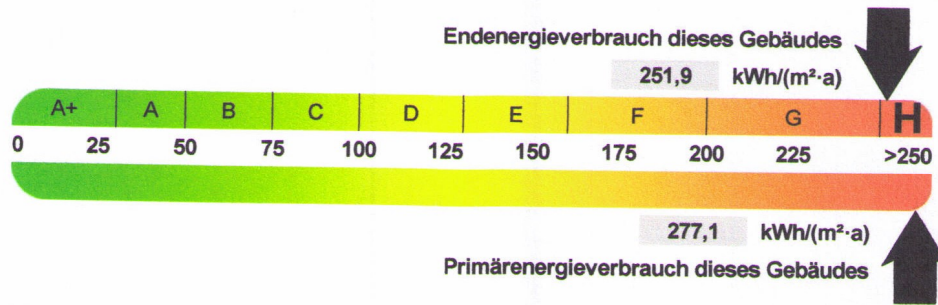 Endenergieverbrauch dieses Gebäudes
251,9 kWh/(m²·a)
A+ A B C D E F G H
0 25 50 75 100 125 150 175 200 225 >250
277,1 kWh/(m²·a)
Primärenergieverbrauch dieses Gebäudes